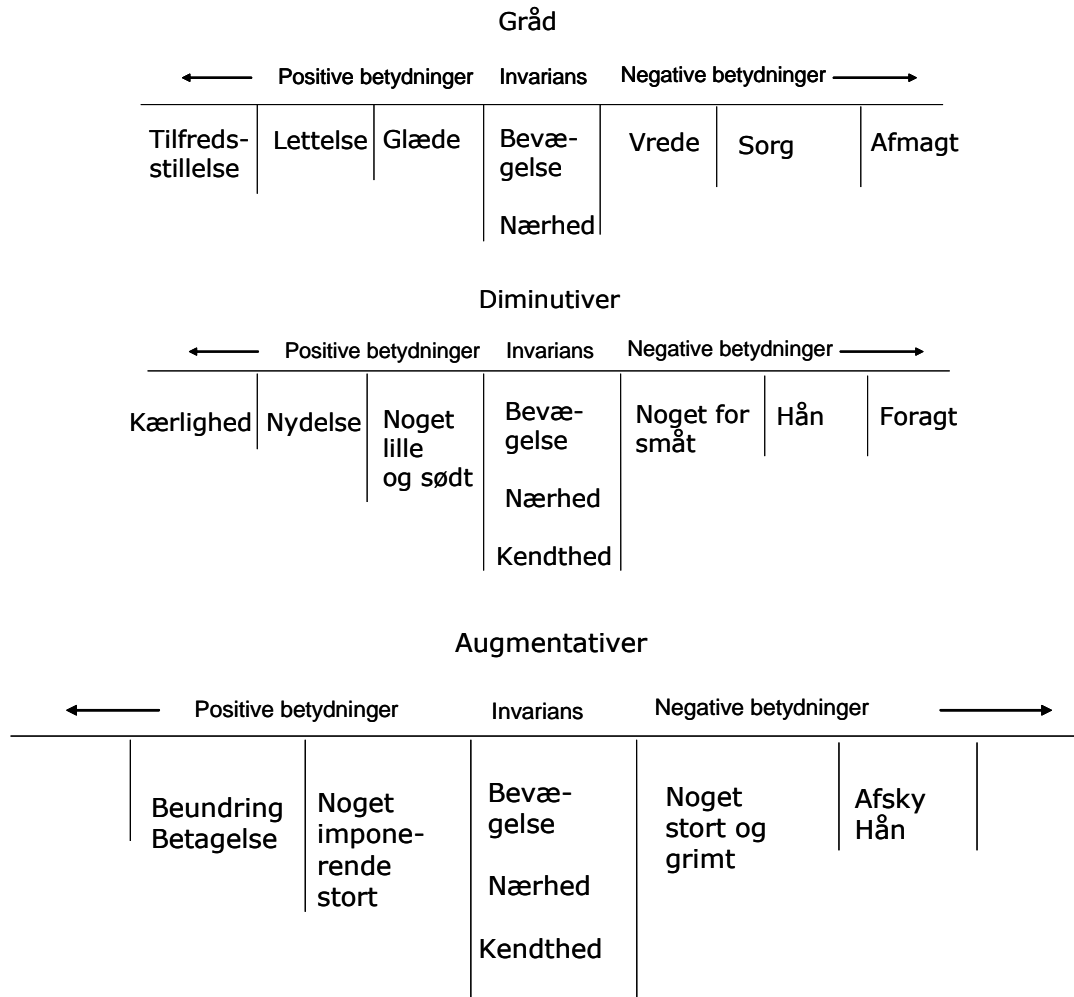 Gråd
Positive betydninger Invarians Negative betydninger
Tilfreds-
stillelse
Lettelse
Glæde
Bevæ-
gelse
Nærhed
Vrede
Sorg
Afmagt
Diminutiver
Positive betydninger Invarians Negative betydninger
Kærlighed
Nydelse
Noget
lille
og sødt
Bevæ-
gelse
Nærhed
Kendthed
Noget for
småt
Hån
Foragt
Augmentativer
Positive betydninger Invarians Negative betydninger
Beundring
Betagelse
Noget
impone-
rende
stort
Bevæ-
gelse
Nærhed
Kendthed
Noget
stort og
grimt
Afsky
Hån